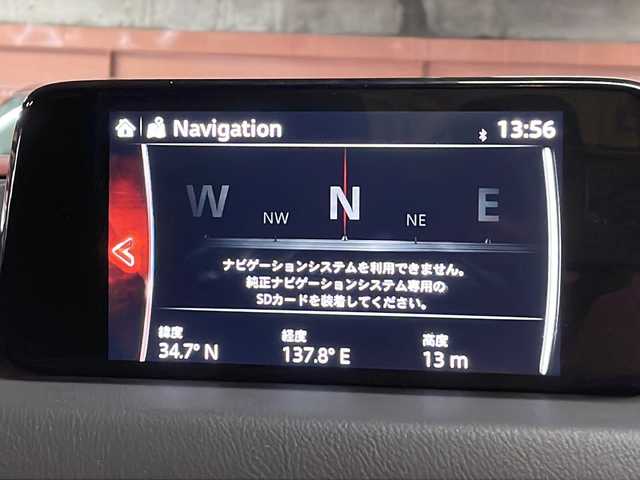 Navigation 13:56
W NW N NE E
ナビゲーションシステムを利用できません。
純正ナビゲーションシステム専用の
SDカードを装着してください。
緯度 経度 高度
34.7° N 137.8° E 13 m